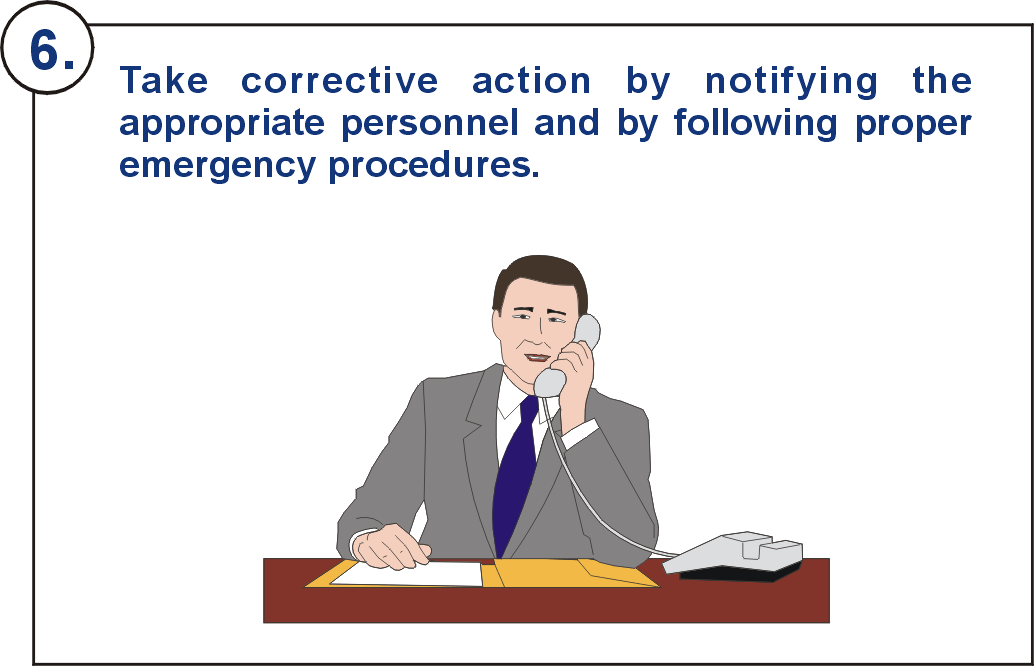 6.
Take corrective action by notifying the
appropriate personnel and by following proper
emergency procedures.